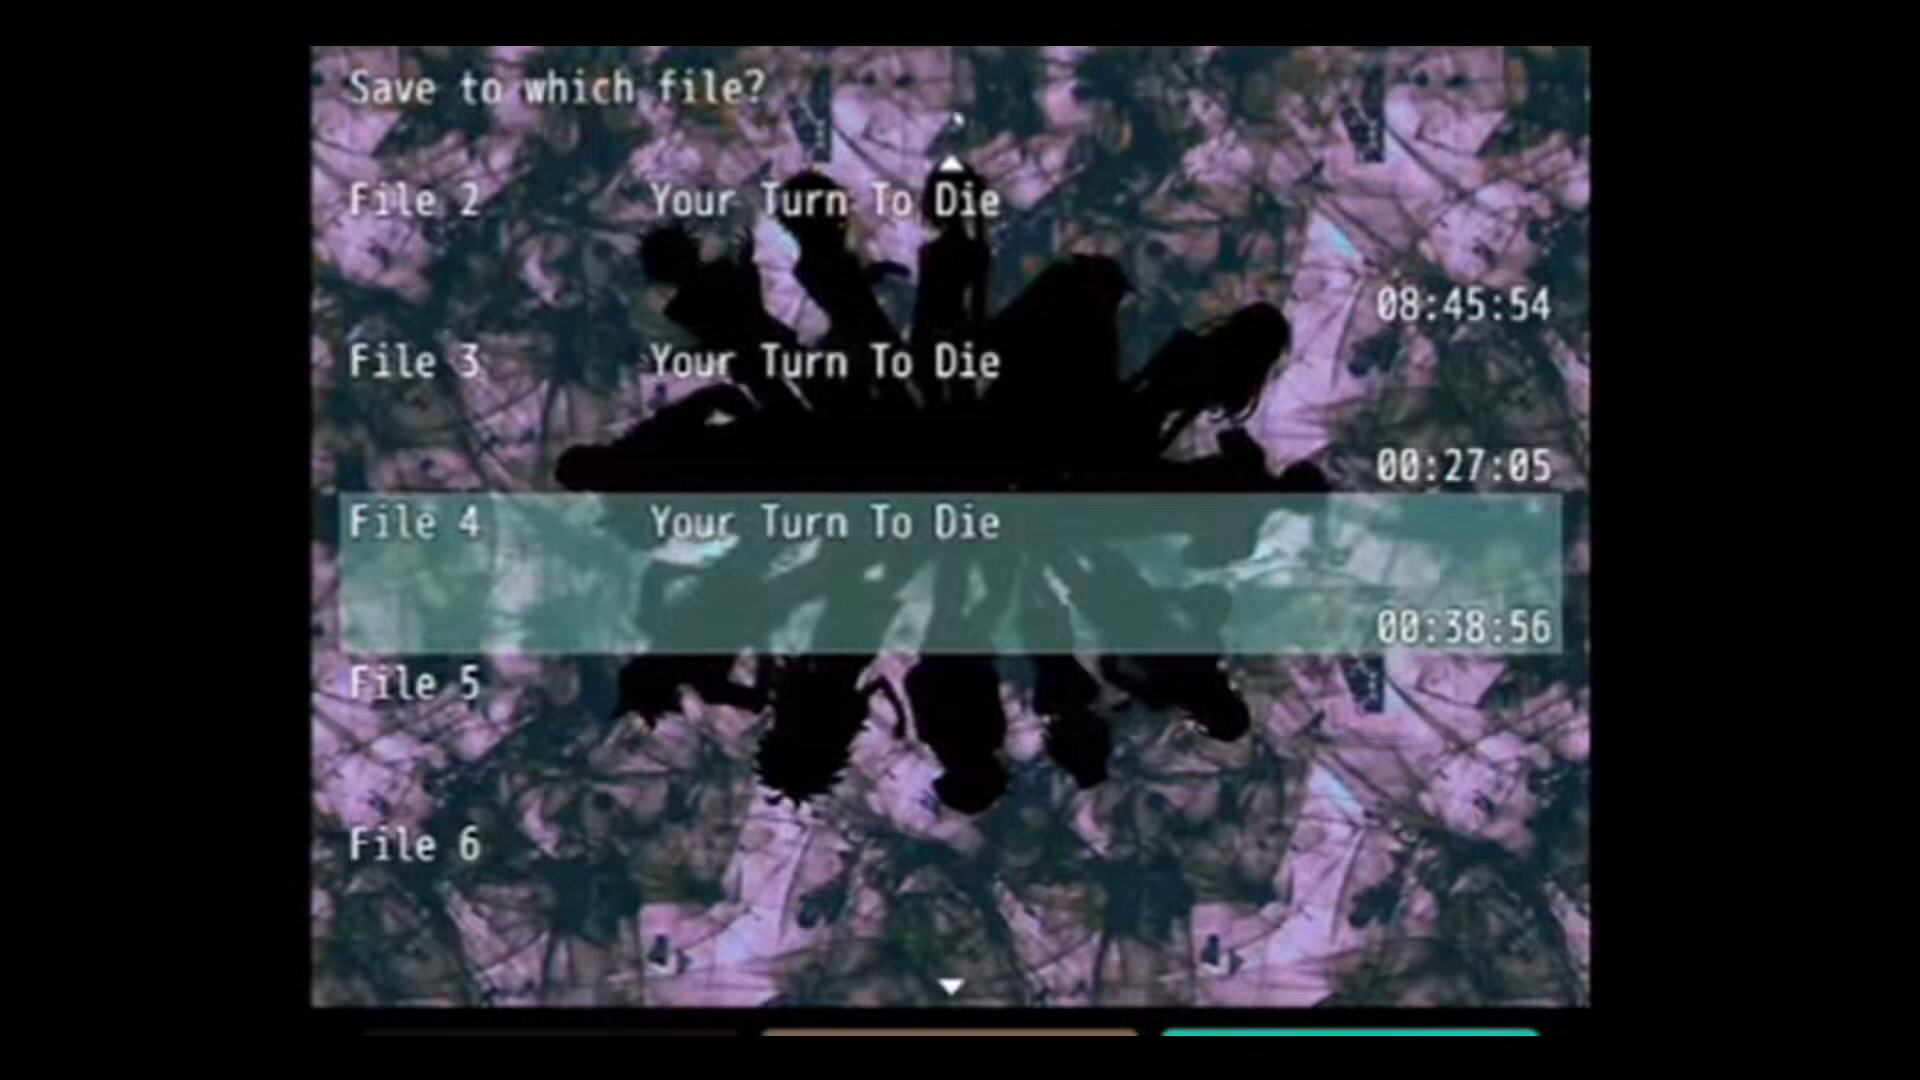 Save to which file?
File 2 Your Turn To Die
08:45:54
File 3 Your Turn To Die
00:27:05
File 4 Your Turn To Die
00:38:56
File 5
File 6